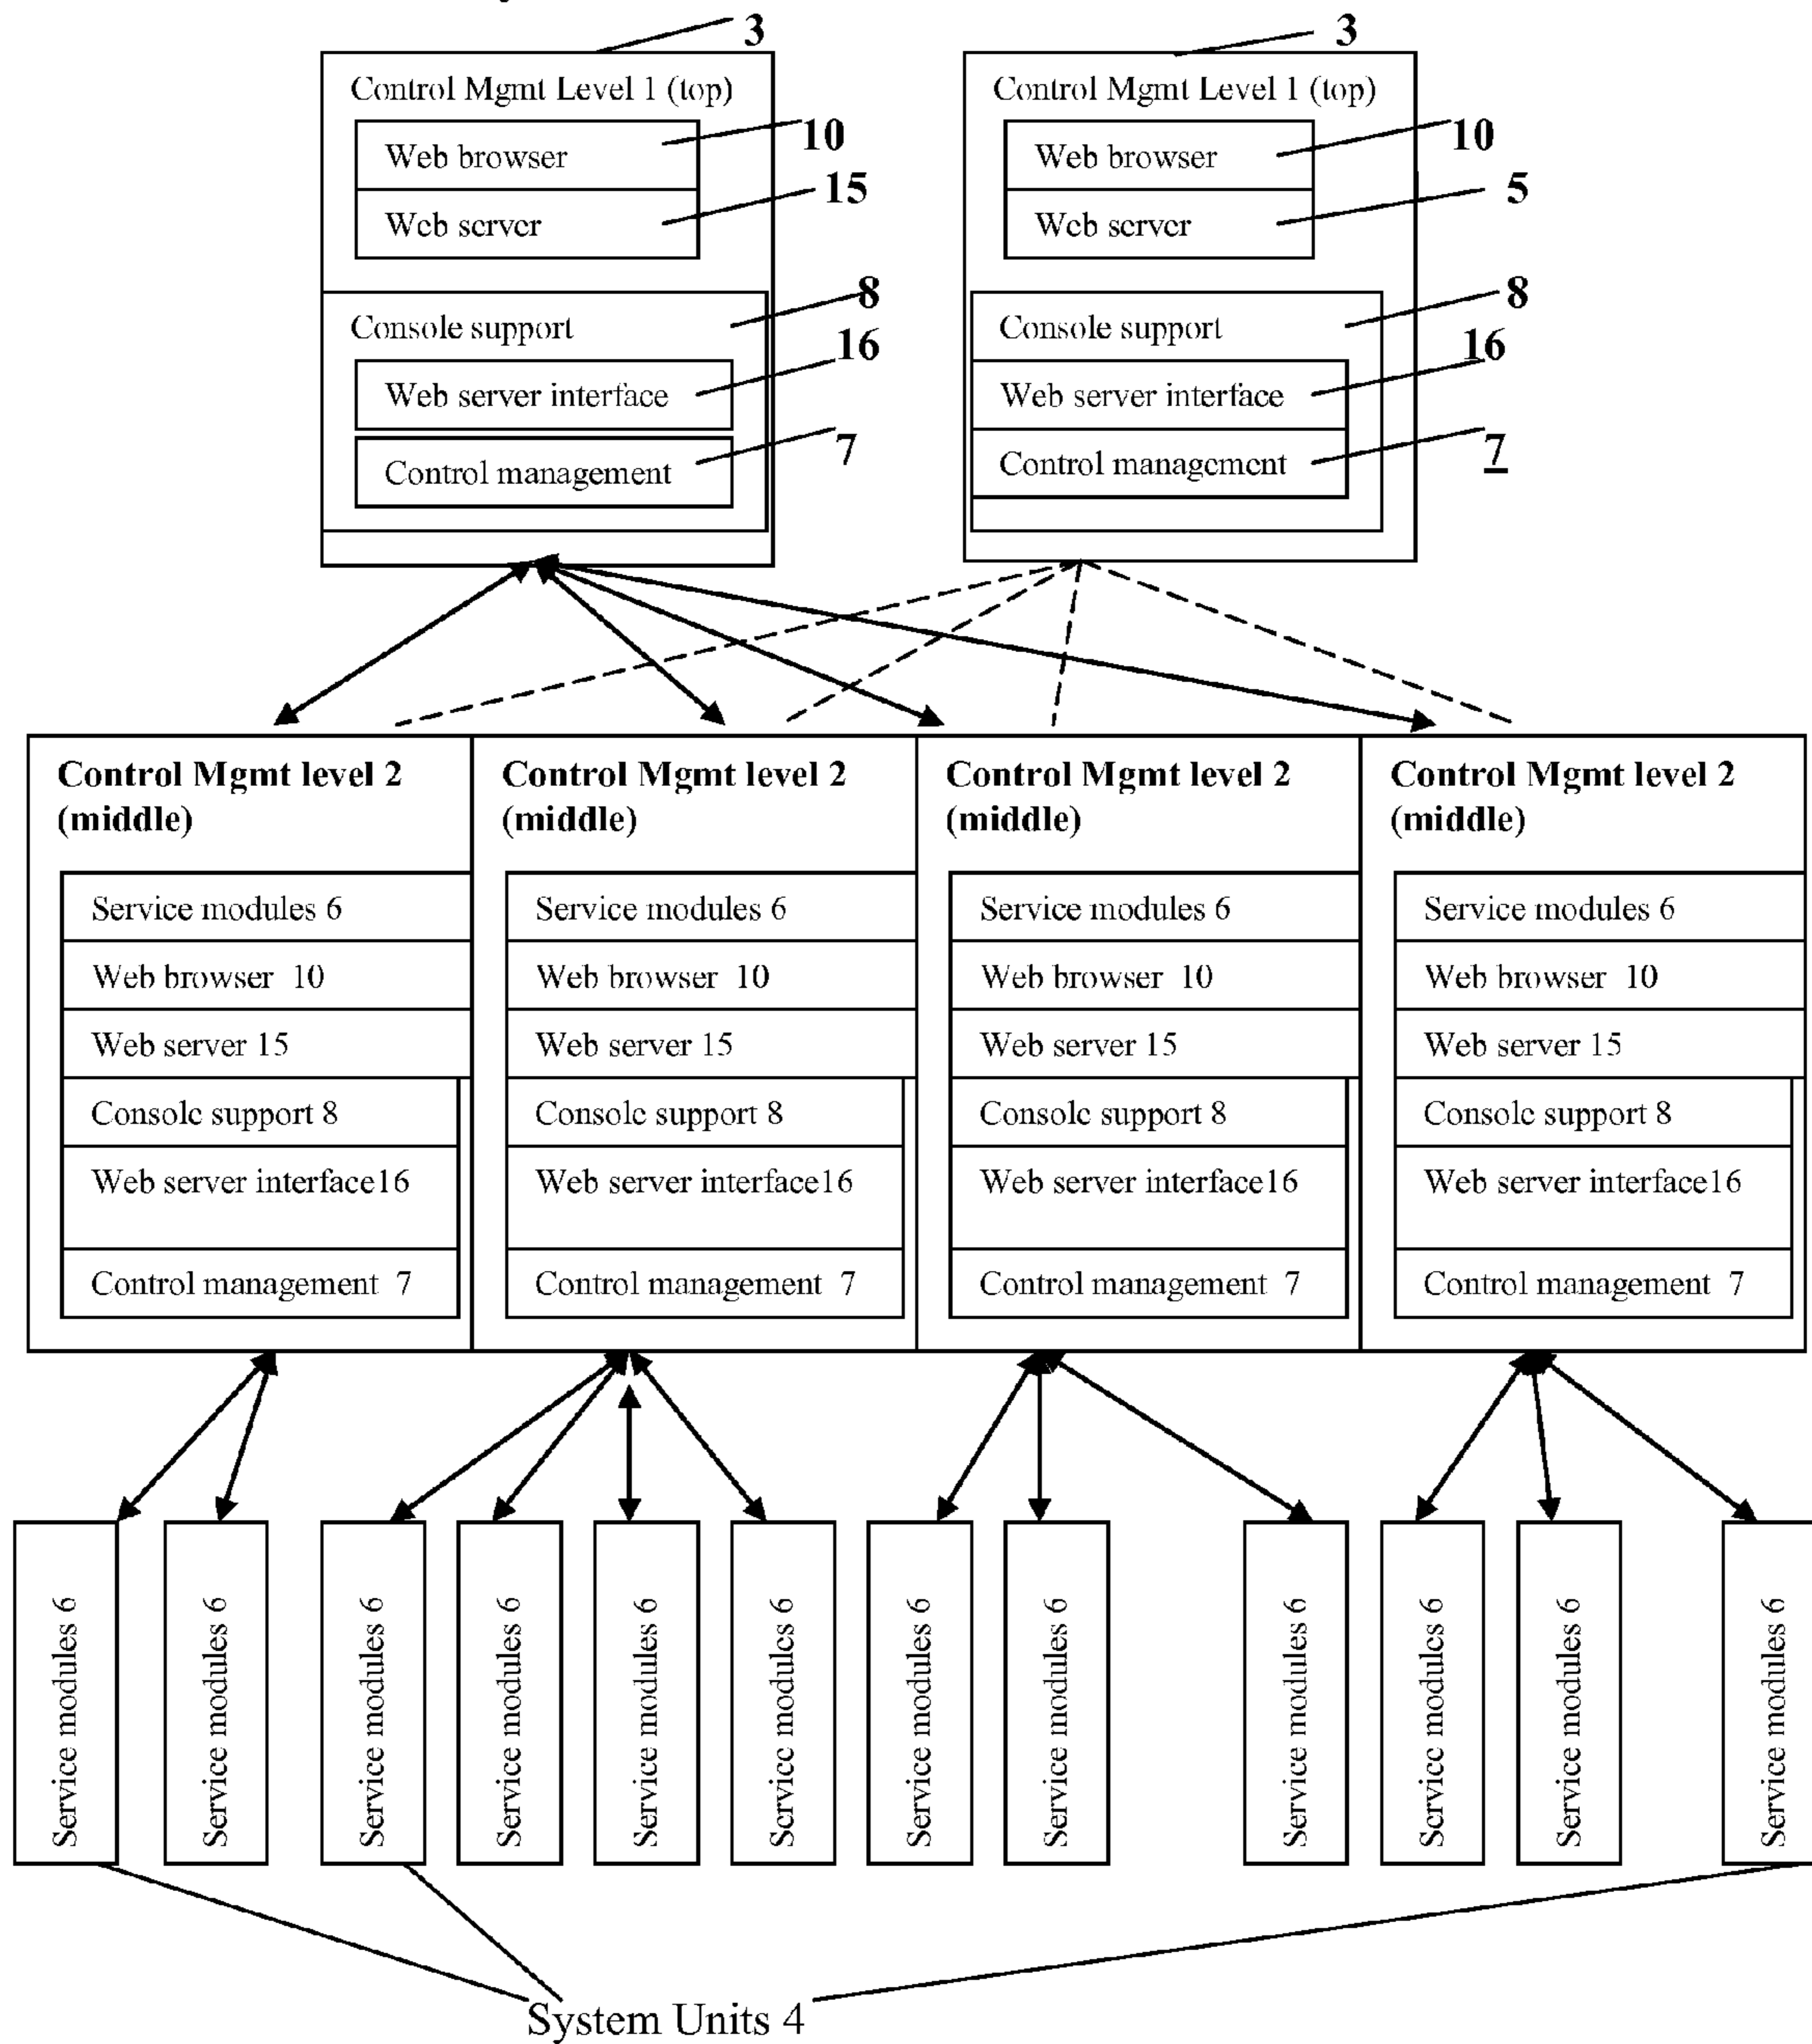 3
Control Mgmt Level 1 (top)
Web browser
10
Web server
15
Console support
8
Web server interface
16
Control management
7
3
Control Mgmt Level 1 (top)
Web browser
10
Web server
5
Console support
8
Web server interface
16
Control management
7
Control Mgmt level 2
(middle)
Service modules 6
Web browser 10
Web server 15
Console support 8
Web server interface16
Control management 7
Control Mgmt level 2
(middle)
Service modules 6
Web browser 10
Web server 15
Console support 8
Web server interface16
Control management 7
Control Mgmt level 2
(middle)
Service modules 6
Web browser 10
Web server 15
Console support 8
Web server interface16
Control management 7
Control Mgmt level 2
(middle)
Service modules 6
Web browser 10
Web server 15
Console support 8
Web server interface16
Control management 7
Service modules 6
Service modules 6
Service modules 6
Service modules 6
Service modules 6
Service modules 6
Service modules 6
Service modules 6
Service modules 6
Service modules 6
Service modules 6
Service modules 6
System Units 4